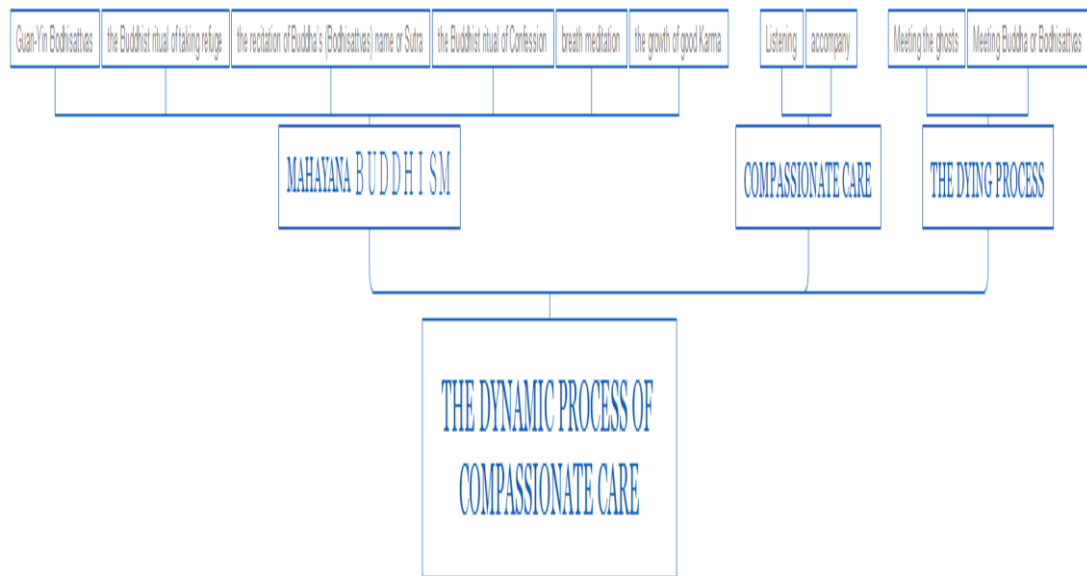 Guan-Yin Bodhisattvas
the Buddhist ritual of taking refuge
the recitation of Buddha's (Bodhisattvas) name or Sutra
the Buddhist ritual of Confession
breath meditation
the growth of good Karma
Listening
accompany
Meeting the ghosts
Meeting Buddha or Bodhisattvas
MAHAYANA BUDDHISM
COMPASSIONATE CARE
THE DYING PROCESS
THE DYNAMIC PROCESS OF
COMPASSIONATE CARE